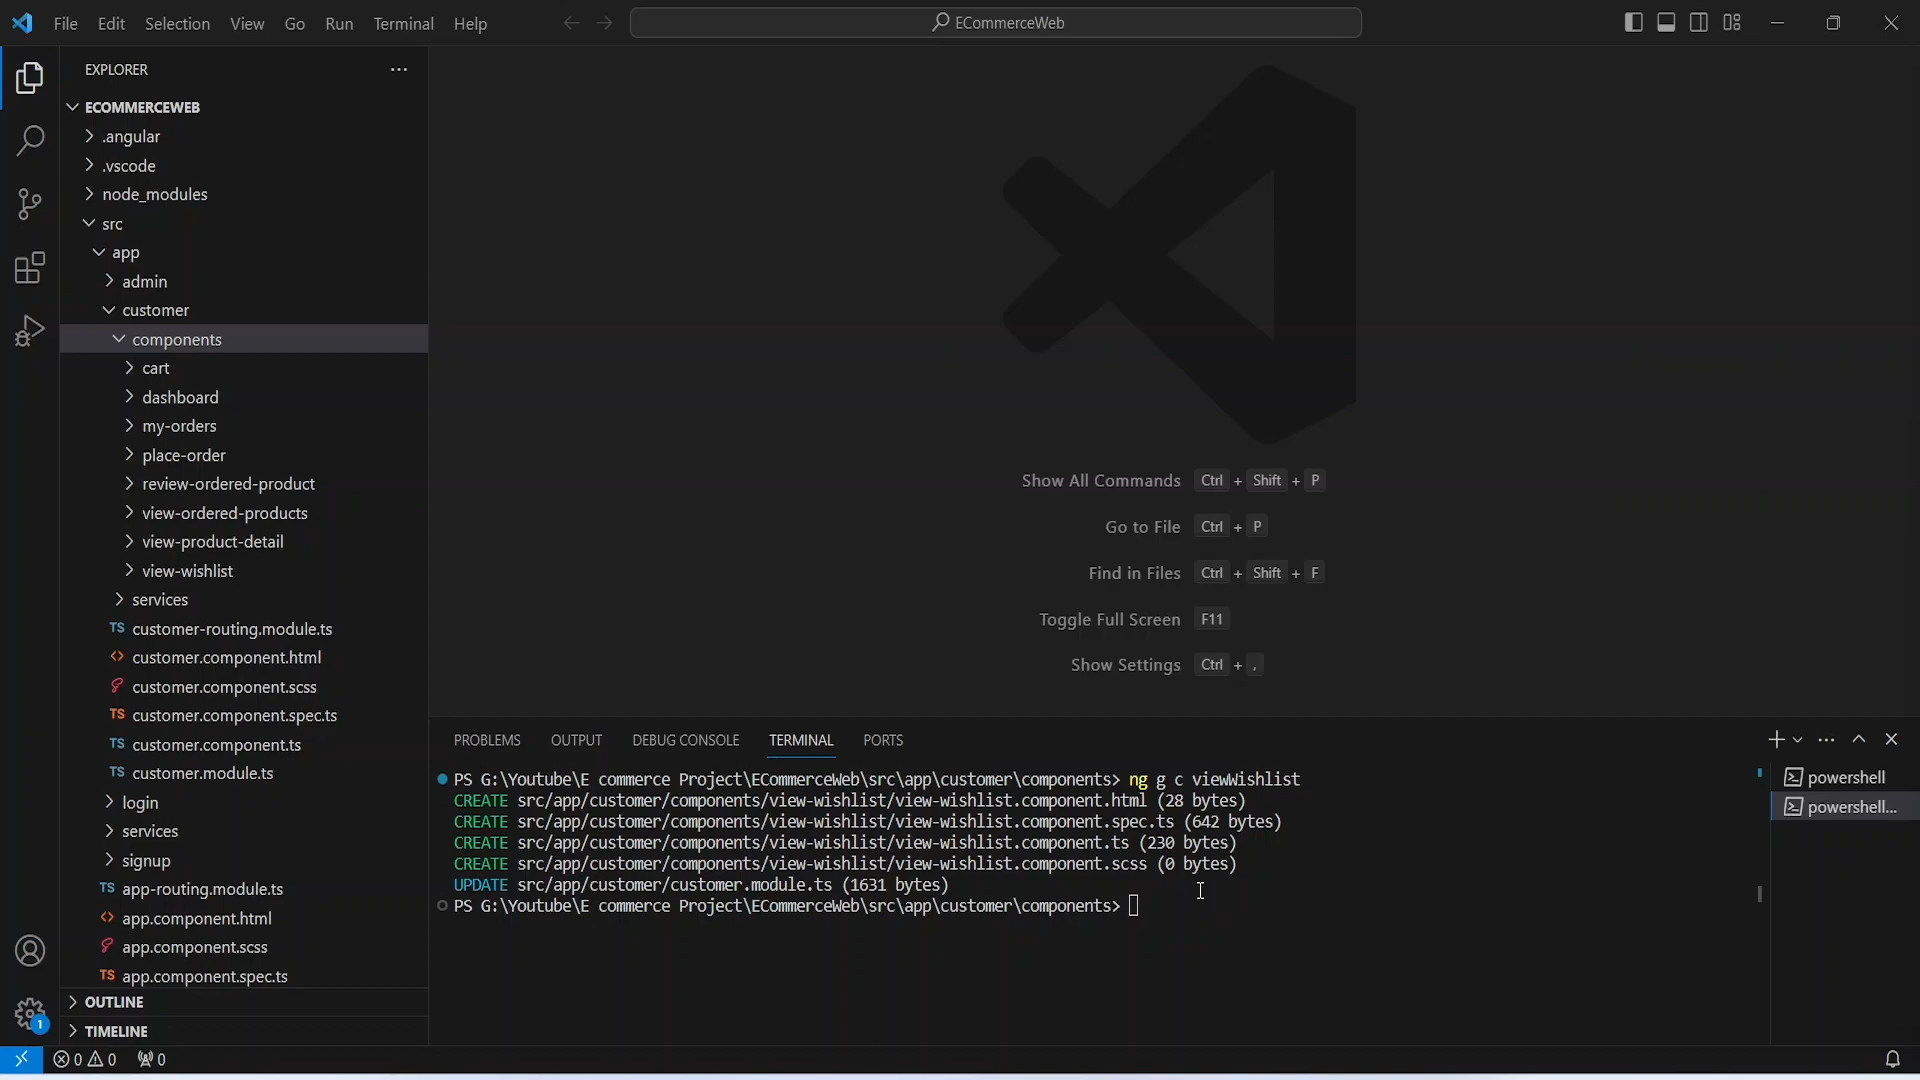 File Edit Selection View Go Run Terminal Help
ECommerceWeb
EXPLORER
ECOMMERCEWEB
.angular
.vscode
node_modules
src
app
admin
customer
components
cart
dashboard
my-orders
place-order
review-ordered-product
view-ordered-products
view-product-detail
view-wishlist
services
TS customer-routing.module.ts
<> customer.component.html
customer.component.scss
TS customer.component.spec.ts
TS customer.component.ts
TS customer.module.ts
login
services
signup
TS app-routing.module.ts
<> app.component.html
app.component.scss
TS app.component.spec.ts
OUTLINE
TIMELINE
1
Show All Commands Ctrl + Shift + P
Go to File Ctrl + P
Find in Files Ctrl + Shift + F
Toggle Full Screen F11
Show Settings Ctrl + ,
PROBLEMS OUTPUT DEBUG CONSOLE TERMINAL PORTS
PS G:\Youtube\E commerce Project\ECommerceWeb\src\app\customer\components> ng g c viewWishlist
CREATE src/app/customer/components/view-wishlist/view-wishlist.component.html (28 bytes)
CREATE src/app/customer/components/view-wishlist/view-wishlist.component.spec.ts (642 bytes)
CREATE src/app/customer/components/view-wishlist/view-wishlist.component.ts (230 bytes)
CREATE src/app/customer/components/view-wishlist/view-wishlist.component.scss (0 bytes)
UPDATE src/app/customer/customer.module.ts (1631 bytes)
PS G:\Youtube\E commerce Project\ECommerceWeb\src\app\customer\components>
powershell
powershell...
0 0 0